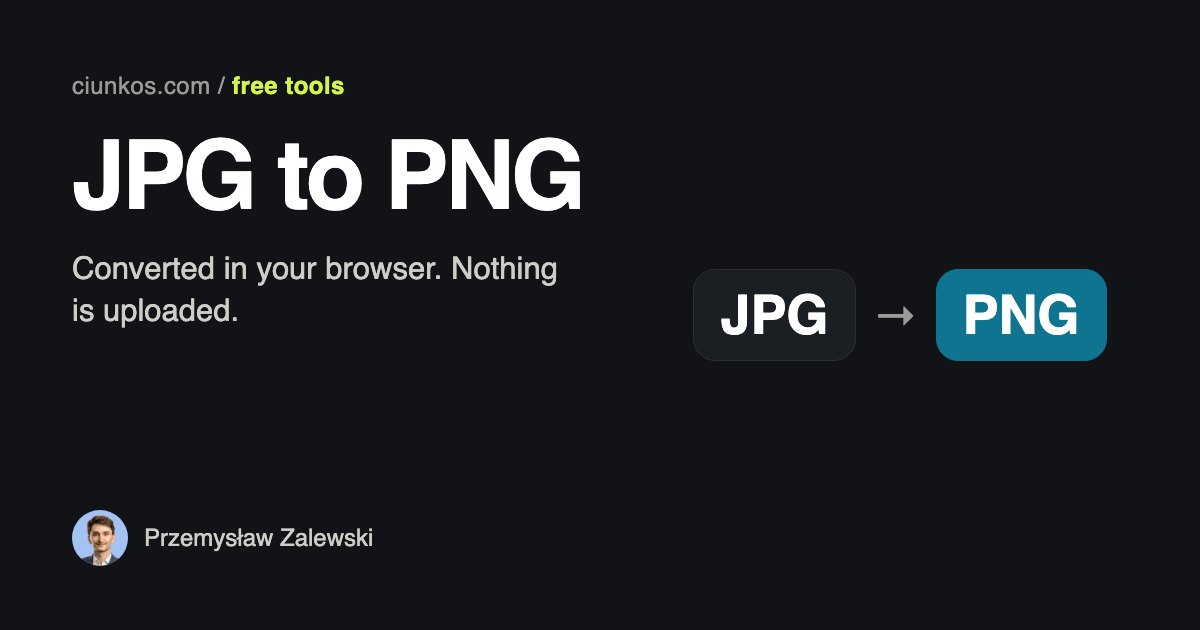 ciunkos.com / free tools
JPG to PNG
Converted in your browser. Nothing
is uploaded.
JPG → PNG
Przemysław Zalewski